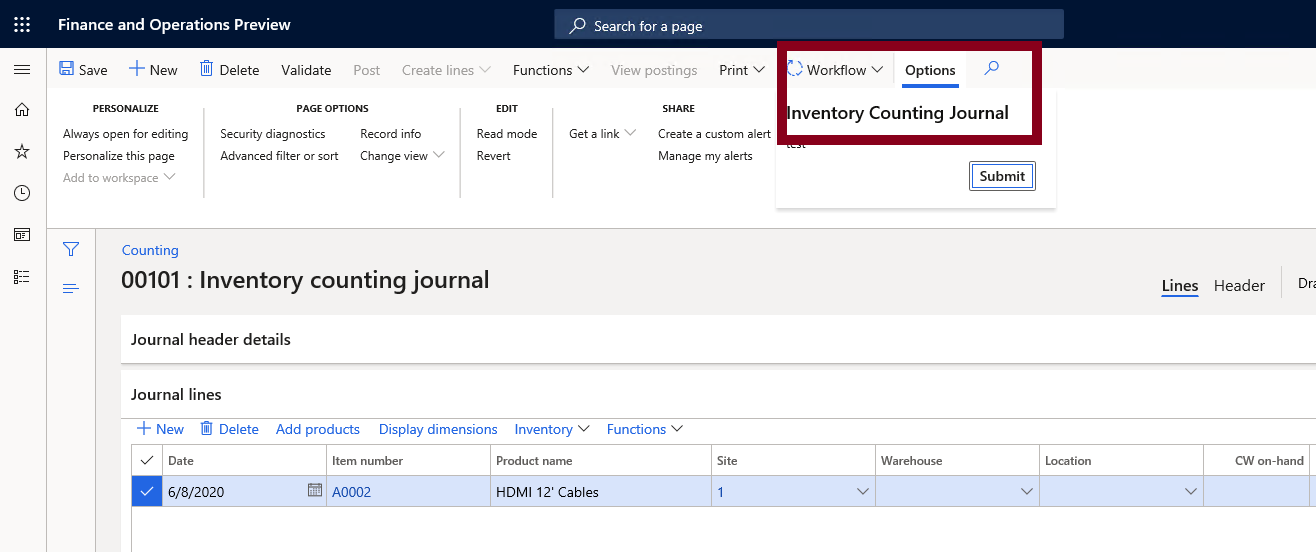 Finance and Operations Preview
Search for a page
Save New Delete Validate Post Create lines Functions View postings Print Workflow Options
PERSONALIZE PAGE OPTIONS EDIT SHARE
Always open for editing Security diagnostics Record info Read mode Get a link Create a custom alert
Personalize this page Advanced filter or sort Change view Revert Manage my alerts
Add to workspace
Inventory Counting Journal
test
Submit
Counting
00101 : Inventory counting journal
Lines Header
Journal header details
Journal lines
New Delete Add products Display dimensions Inventory Functions
Date Item number Product name Site Warehouse Location CW on-hand
6/8/2020 A0002 HDMI 12' Cables 1